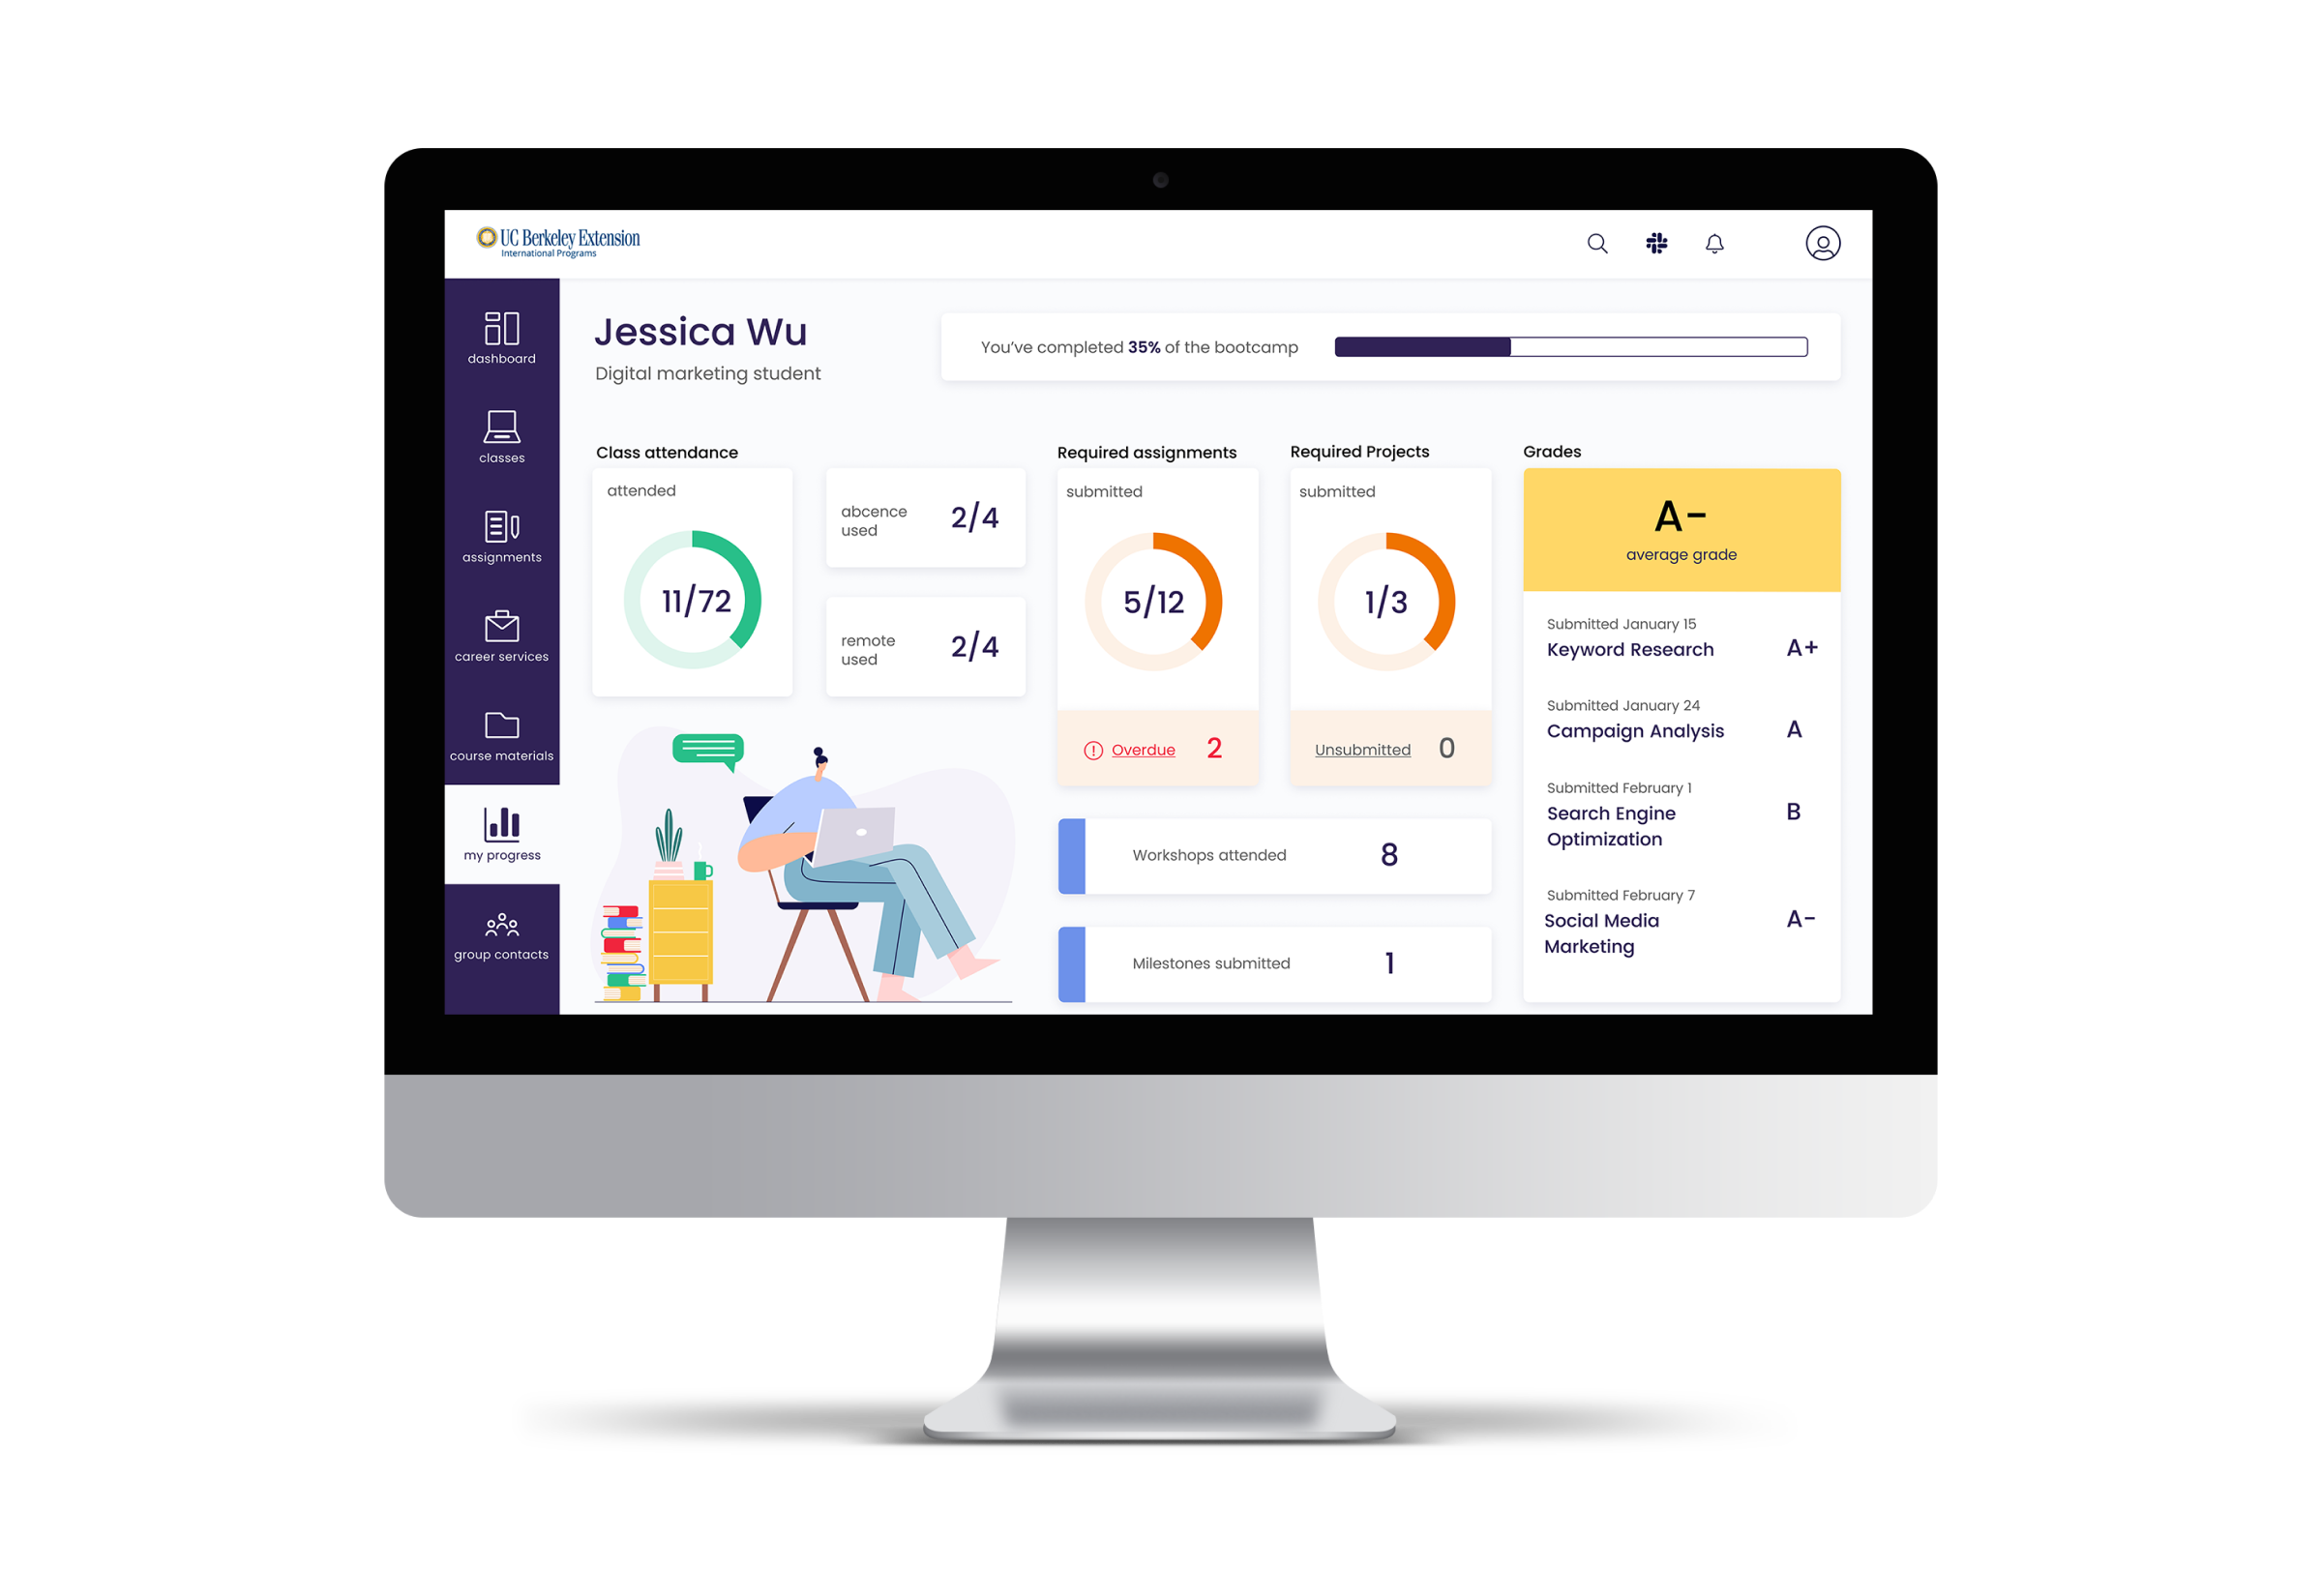 UC Berkeley Extension
International Programs
dashboard
classes
assignments
career services
course materials
my progress
group contacts
Jessica Wu
Digital marketing student
You've completed 35% of the bootcamp
Class attendance
attended
11/72
abcence
used
2/4
remote
used
2/4
Required assignments
submitted
5/12
Overdue 2
Required Projects
submitted
1/3
Unsubmitted 0
Workshops attended 8
Milestones submitted 1
Grades
A-
average grade
Submitted January 15
Keyword Research A+
Submitted January 24
Campaign Analysis A
Submitted February 1
Search Engine
Optimization
B
Submitted February 7
Social Media
Marketing
A-